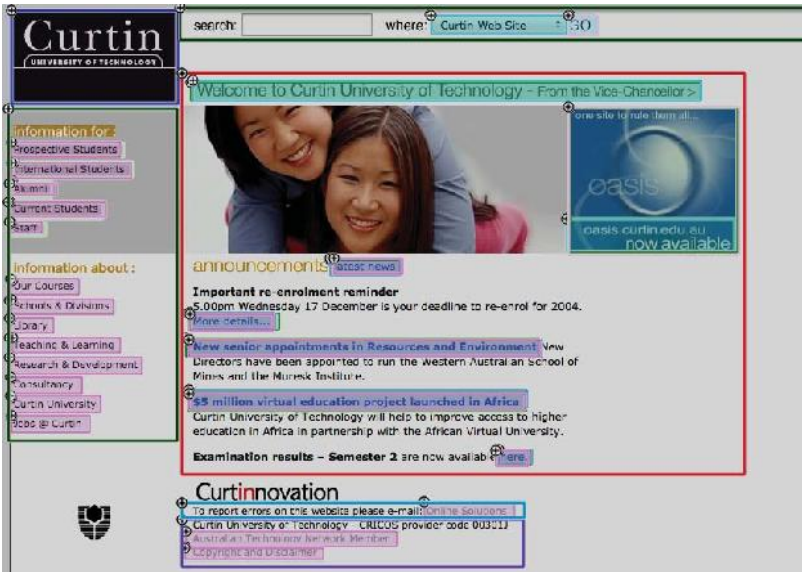 Curtin
UNIVERSITY OF TECHNOLOGY
search:
where:
Curtin Web Site
GO
Welcome to Curtin University of Technology - From the Vice-Chancellor >
information for :
Prospective Students
International Students
Alumni
Current Students
Staff
one site to rule them all...
oasis
oasis.curtin.edu.au
now available
information about :
Our Courses
Schools & Divisions
Library
Teaching & Learning
Research & Development
Consultancy
Curtin University
Jobs @ Curtin
announcements latest news
Important re-enrolment reminder
5.00pm Wednesday 17 December is your deadline to re-enrol for 2004.
More details...
New senior appointments in Resources and Environment New
Directors have been appointed to run the Western Australian School of
Mines and the Muresk Institute.
$5 million virtual education project launched in Africa
Curtin University of Technology will help to improve access to higher
education in Africa in partnership with the African Virtual University.
Examination results – Semester 2 are now available here.
Curtinnovation
To report errors on this website please e-mail: Online Solutions
Curtin University of Technology - CRICOS provider code 00301J
Australian Technology Network Member
Copyright and Disclaimer